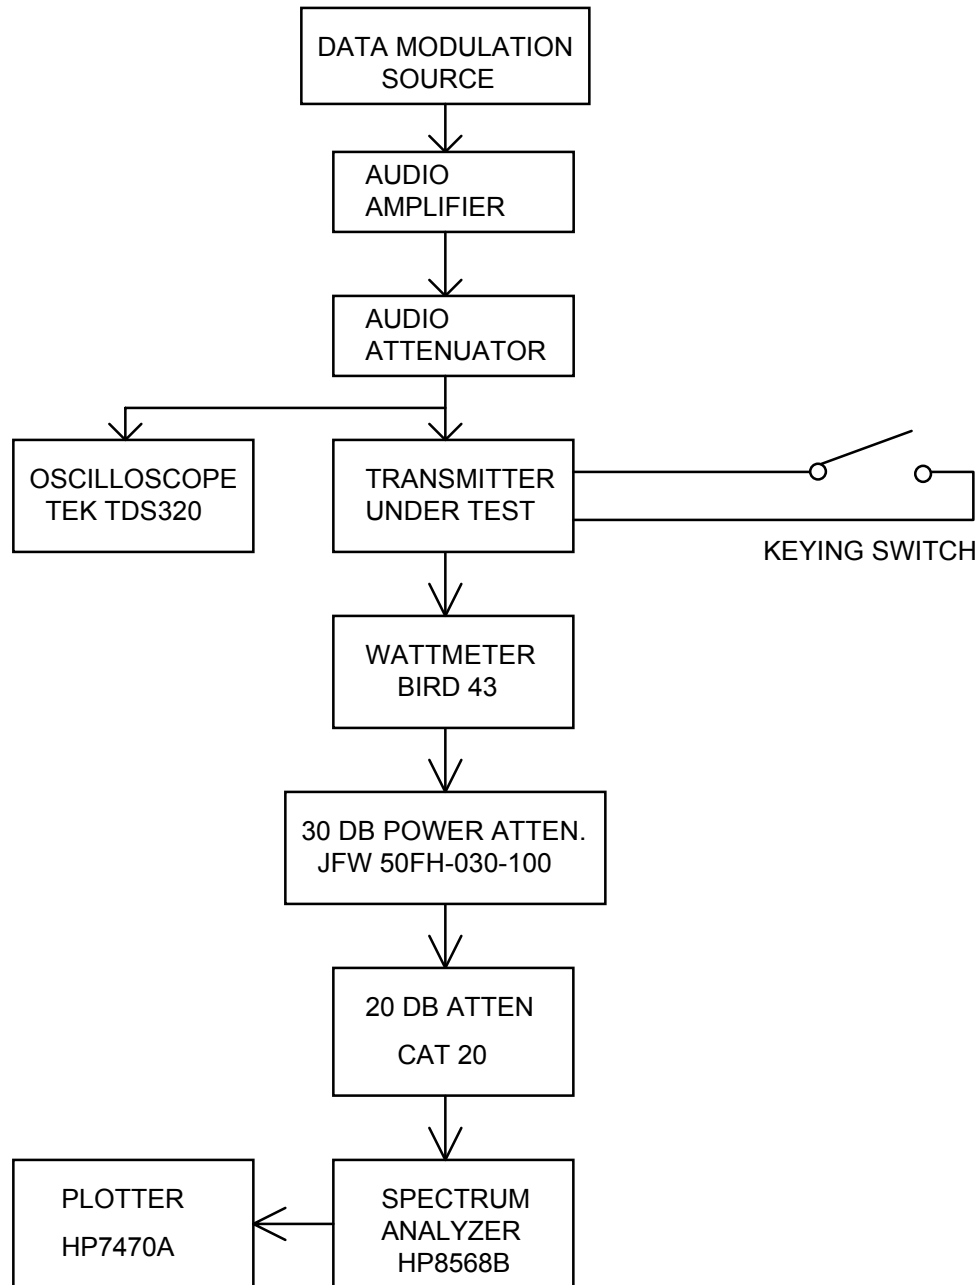 DATA MODULATION
SOURCE
AUDIO
AMPLIFIER
AUDIO
ATTENUATOR
OSCILLOSCOPE
TEK TDS320
TRANSMITTER
UNDER TEST
KEYING SWITCH
WATTMETER
BIRD 43
30 DB POWER ATTEN.
JFW 50FH-030-100
20 DB ATTEN
CAT 20
PLOTTER
HP7470A
SPECTRUM
ANALYZER
HP8568B